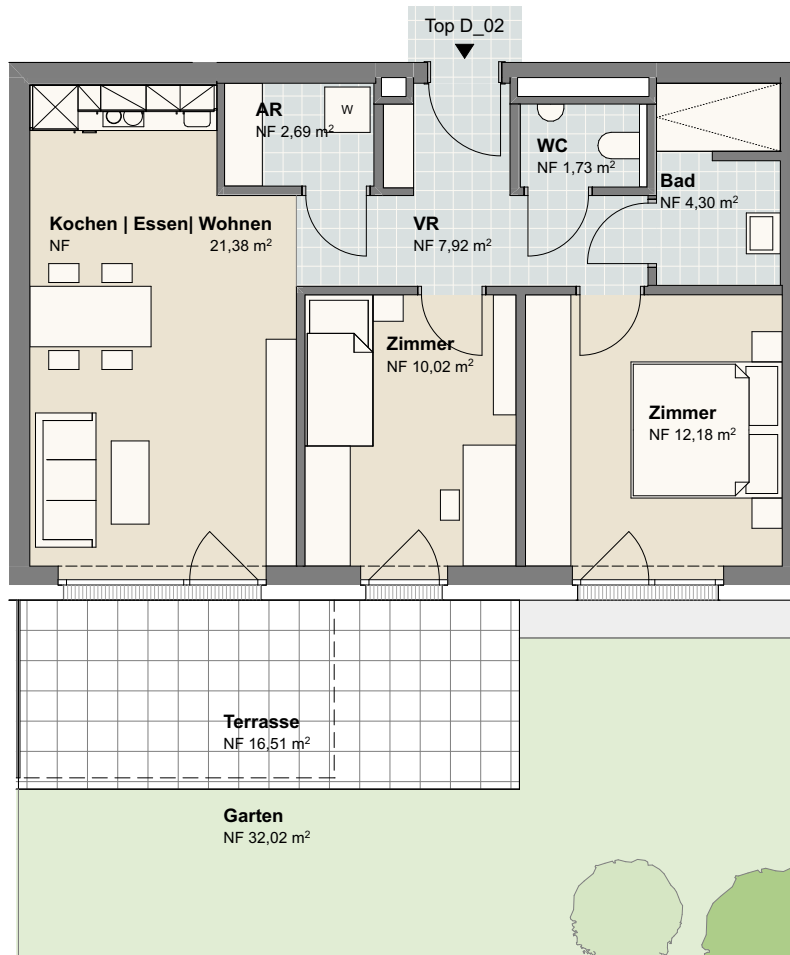 Top D_02
AR
NF 2,69 m²
W
WC
NF 1,73 m²
Bad
NF 4,30 m²
Kochen | Essen| Wohnen
NF 21,38 m²
VR
NF 7,92 m²
Zimmer
NF 10,02 m²
Zimmer
NF 12,18 m²
Terrasse
NF 16,51 m²
Garten
NF 32,02 m²